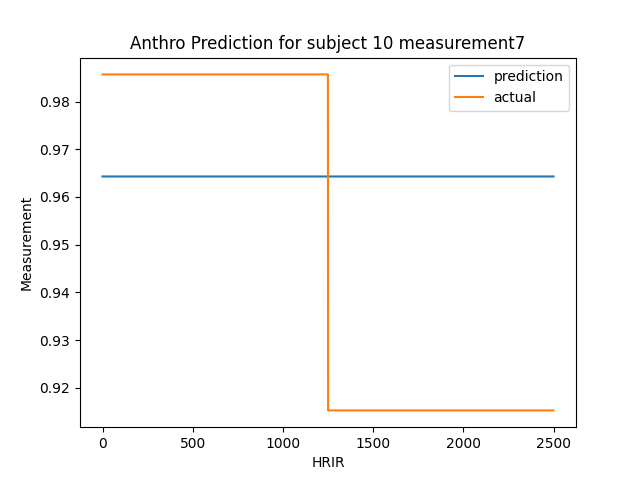 Anthro Prediction for subject 10 measurement7
prediction
actual
0.98
0.97
0.96
0.95
0.94
0.93
0.92
Measurement
0
500
1000
1500
2000
2500
HRIR